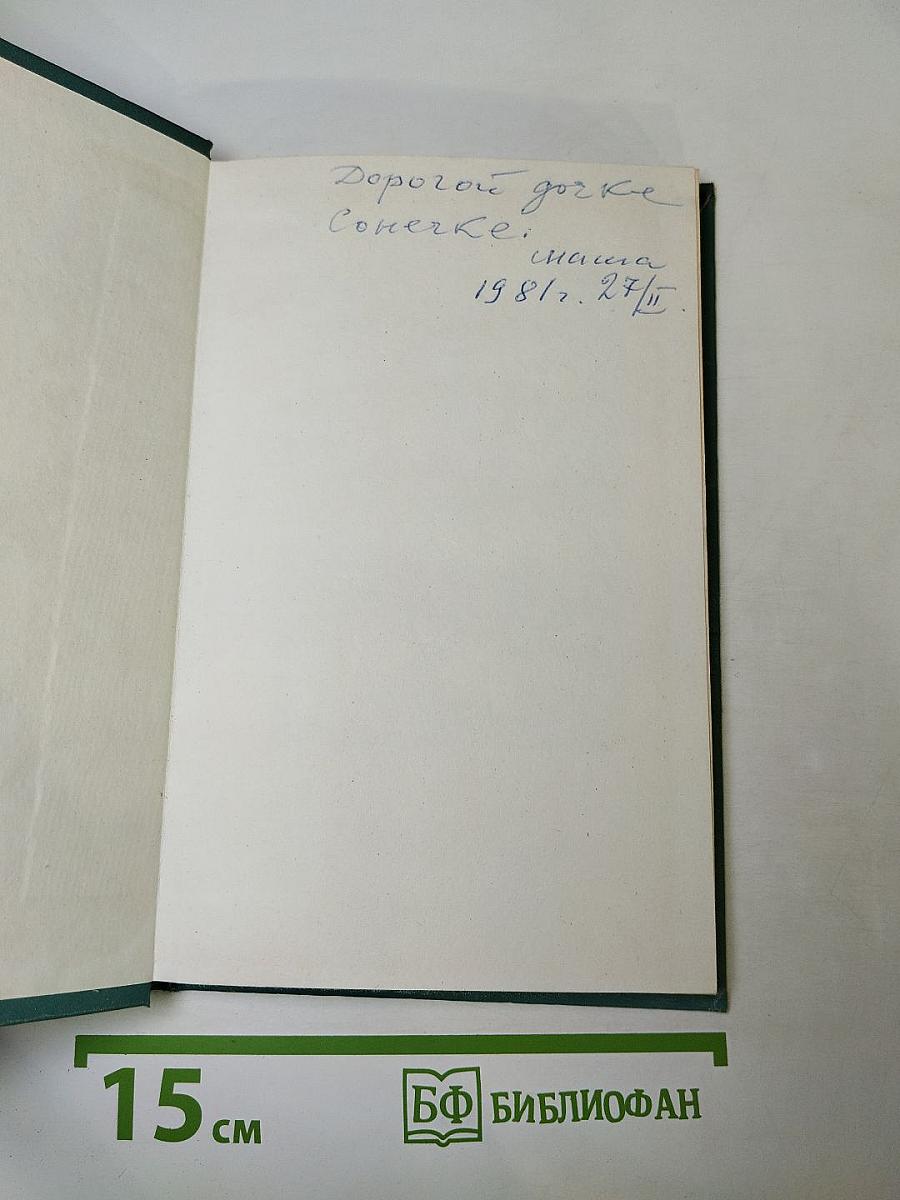 Дорогой дочке
Сонечке.
мама
1981г. 27/II.
15 см
БФ БИБЛИОФАН